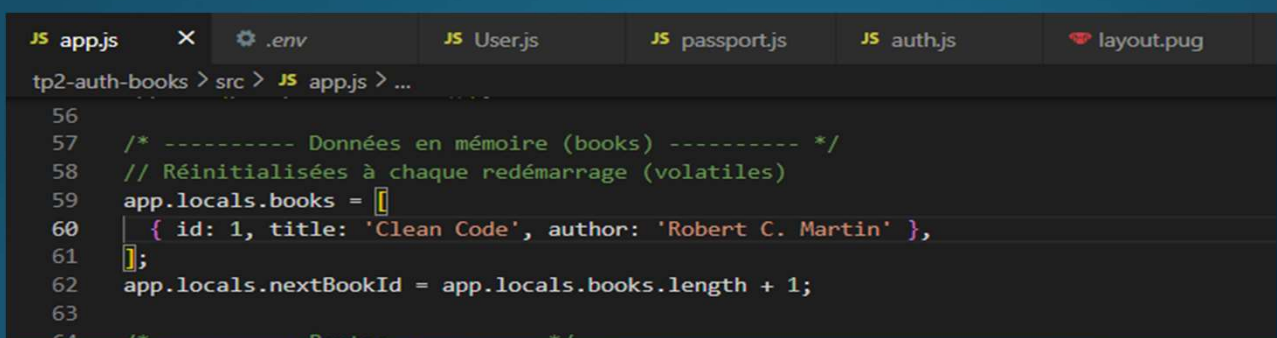 JS app.js × .env JS User.js JS passport.js JS auth.js layout.pug
tp2-auth-books > src > JS app.js > ...
56
57 /* ---------- Données en mémoire (books) ---------- */
58 // Réinitialisées à chaque redémarrage (volatiles)
59 app.locals.books = [
60 { id: 1, title: 'Clean Code', author: 'Robert C. Martin' },
61 ];
62 app.locals.nextBookId = app.locals.books.length + 1;
63